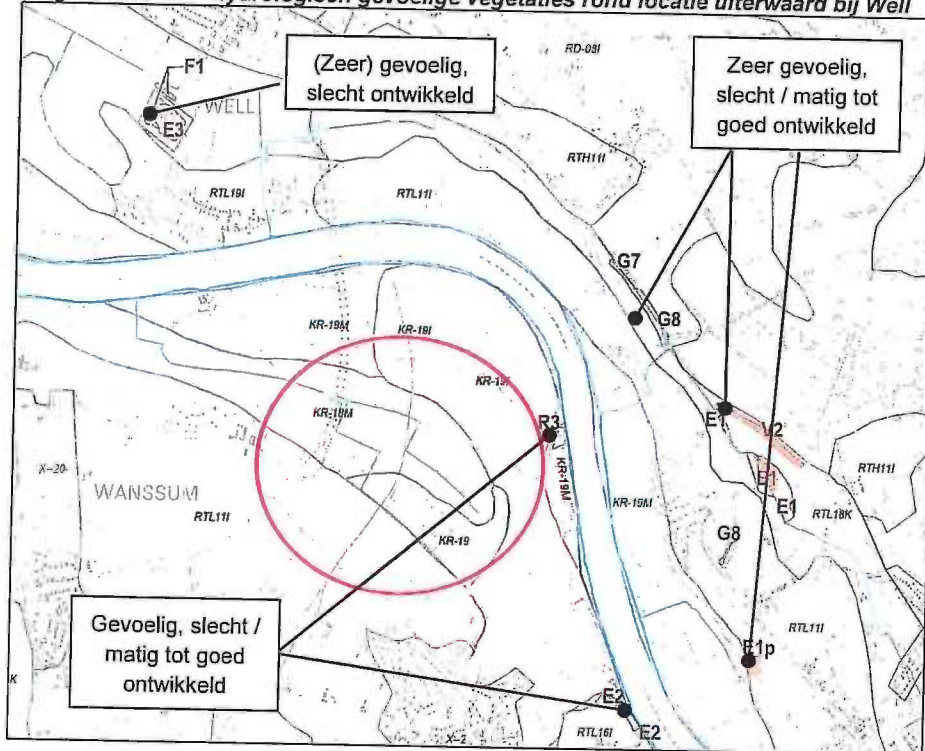 hydrologisch gevoelige vegetaties rond locatie uiterwaard bij Well
(Zeer) gevoelig,
slecht ontwikkeld
Zeer gevoelig,
slecht / matig tot
goed ontwikkeld
RD-08I
F1
WELL
E3
RTH11I
RTL19I
RTL11I
G7
G8
KR-19M
KR-19I
KR-19I
KR-19M
R3
E1
V2
X-20
KR-19M
E1
RTH11I
WANSSUM
E1
RTL11I
KR-19M
RTL18K
KR-19
G8
Gevoelig, slecht /
matig tot goed
ontwikkeld
RTL11I
E1p
K
E2
E2
X-2
RTL16I